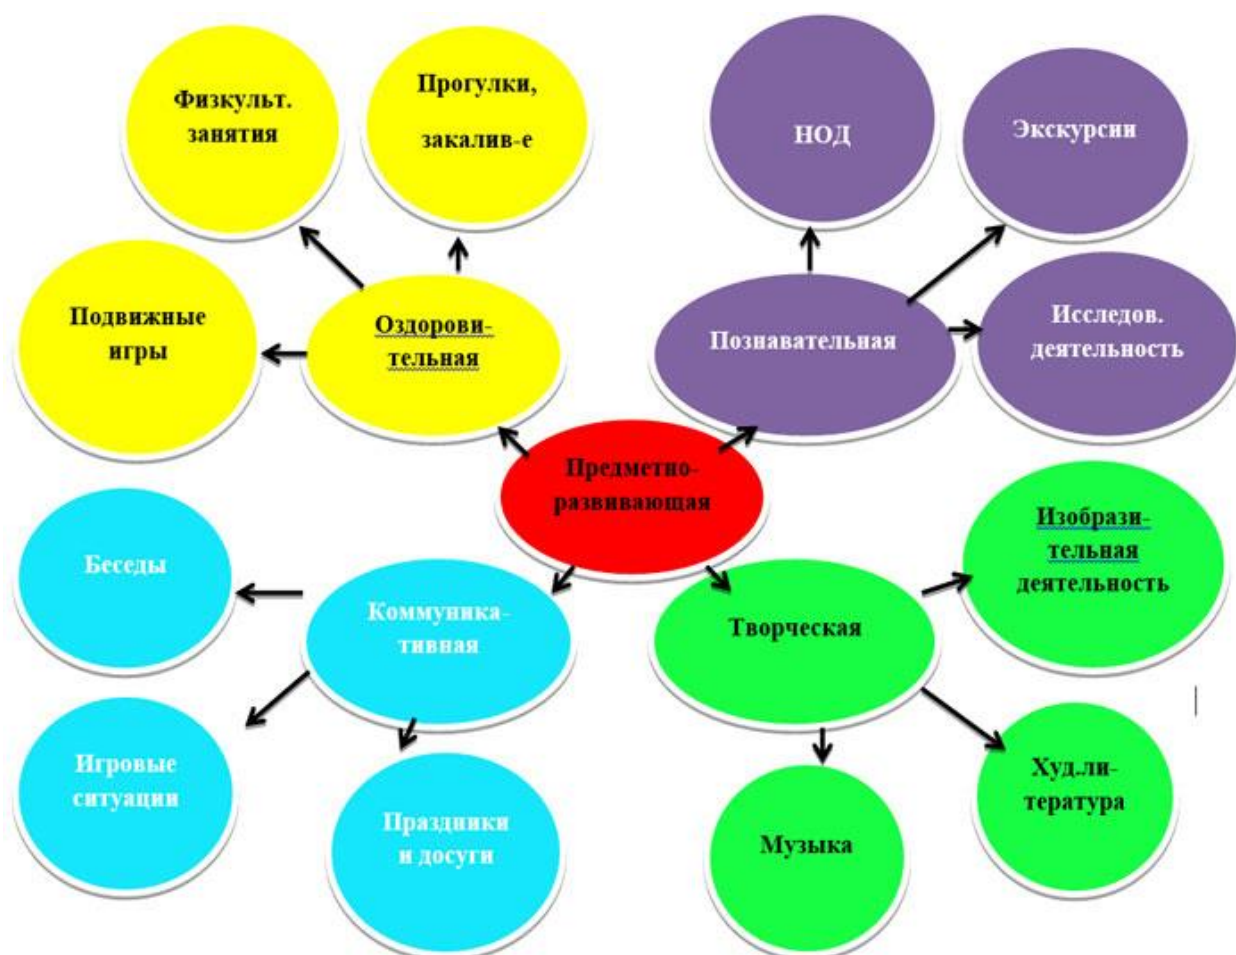 Физкульт.
занятия
Прогулки,
закалив-е
Подвижные
игры
Оздорови-
тельная
НОД
Экскурсии
Познавательная
Исследов.
деятельность
Предметно-
развивающая
Беседы
Коммуника-
тивная
Игровые
ситуации
Праздники
и досуги
Творческая
Изобрази-
тельная
деятельность
Худ.ли-
тература
Музыка